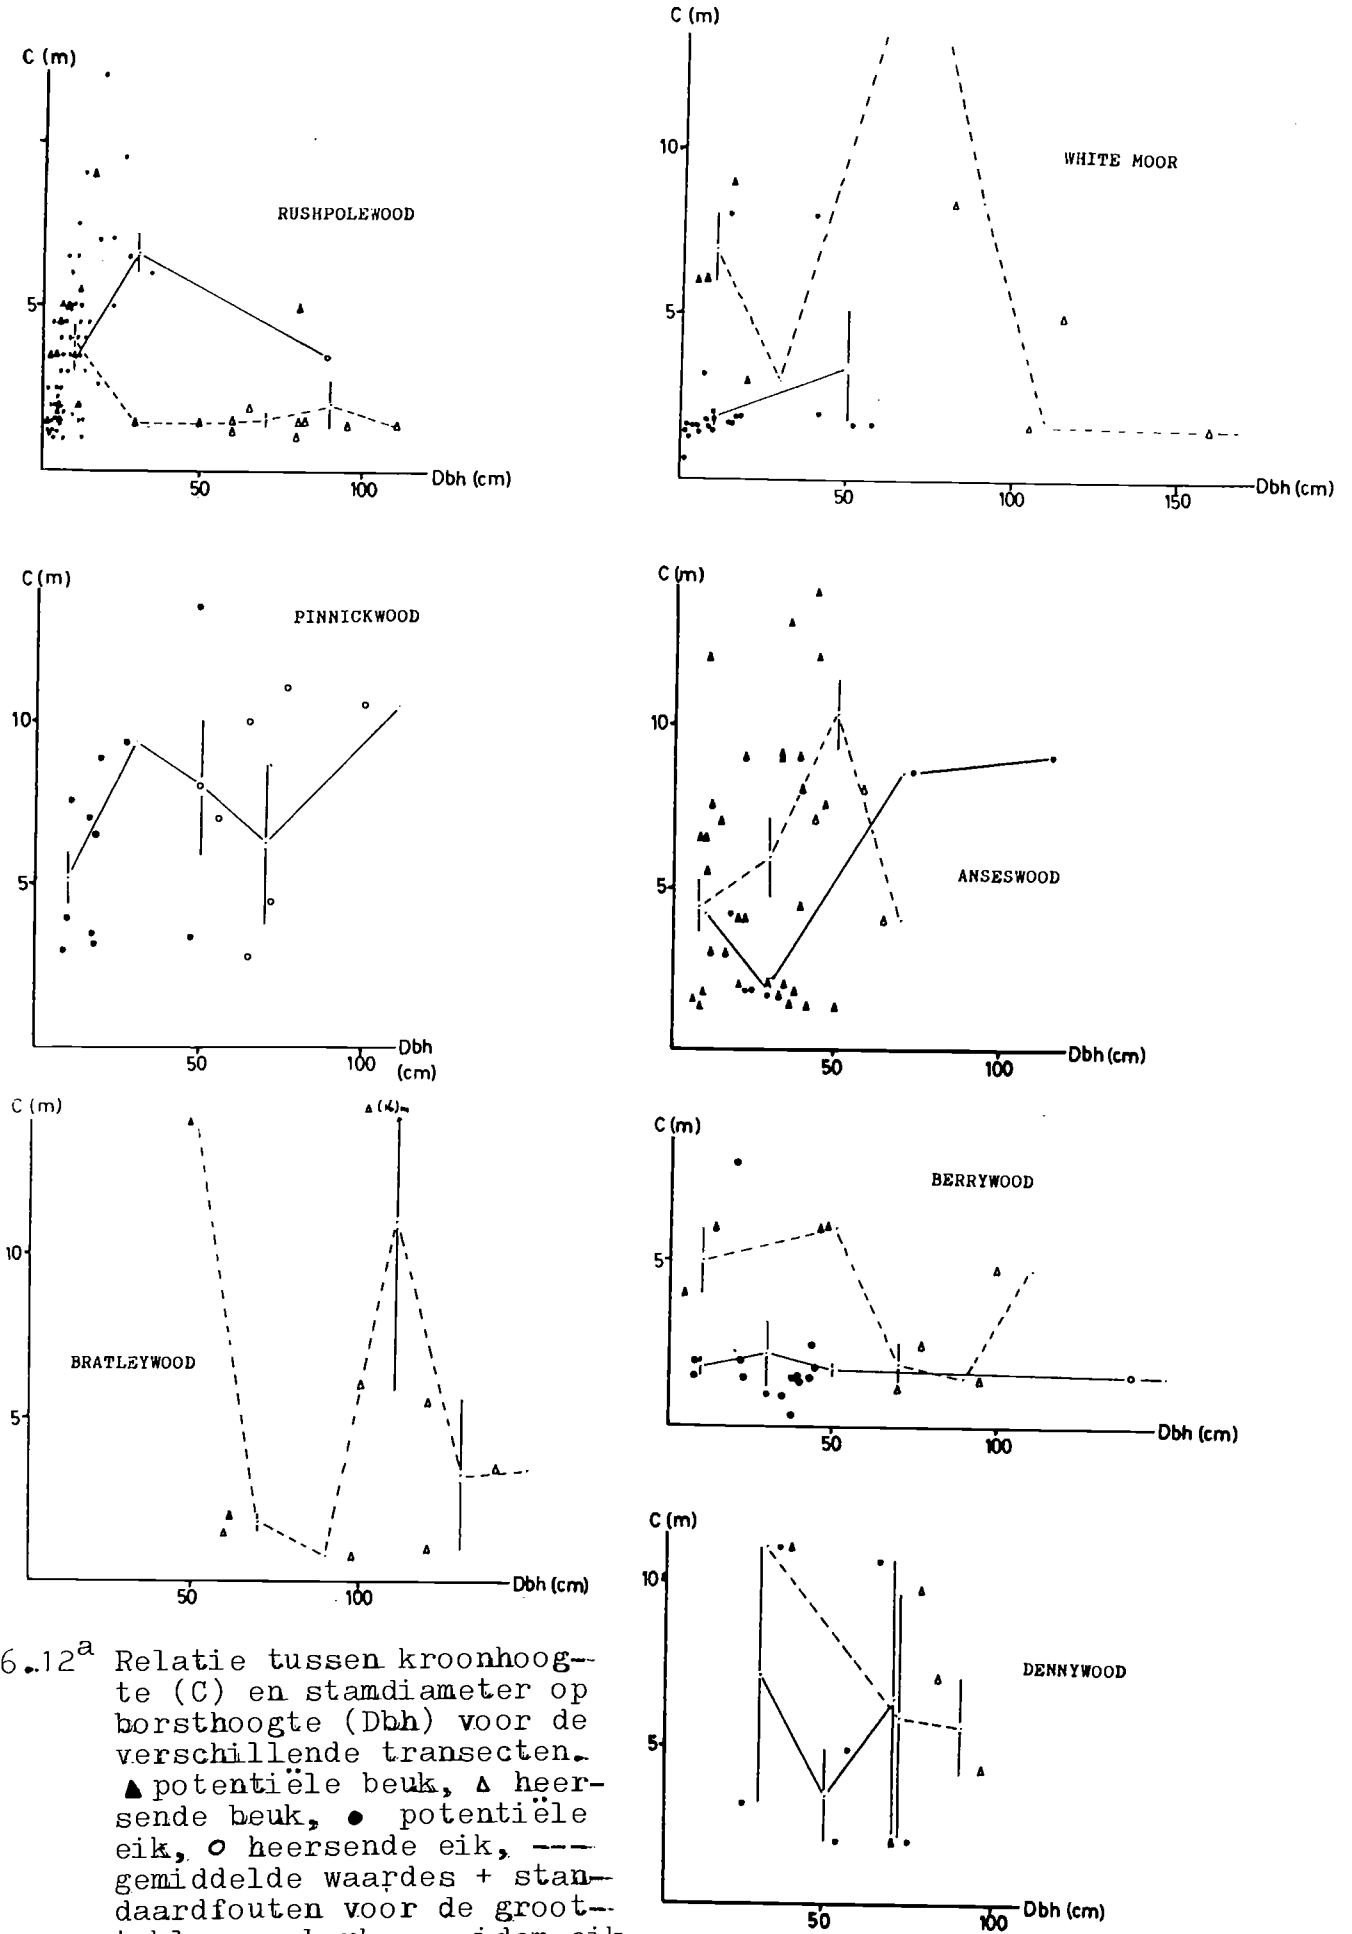 C (m)
5
RUSHPOLEWOOD
50
100
Dbh (cm)
C (m)
10
5
WHITE MOOR
50
100
150
Dbh (cm)
C (m)
10
5
PINNICKWOOD
50
100
Dbh
(cm)
C (m)
10
5
ANSESWOOD
50
100
Dbh (cm)
C (m)
(16)m
10
5
BRATLEYWOOD
50
100
Dbh (cm)
C (m)
5
BERRYWOOD
50
100
Dbh (cm)
C (m)
10
5
DENNYWOOD
50
100
Dbh (cm)
6.12a Relatie tussen kroonhoog-
te (C) en stamdiameter op
borsthoogte (Dbh) voor de
verschillende transecten.
▲ potentiële beuk, △ heer-
sende beuk, ● potentiële
eik, O heersende eik, ---
gemiddelde waardes + stan-
daardfouten voor de groot-